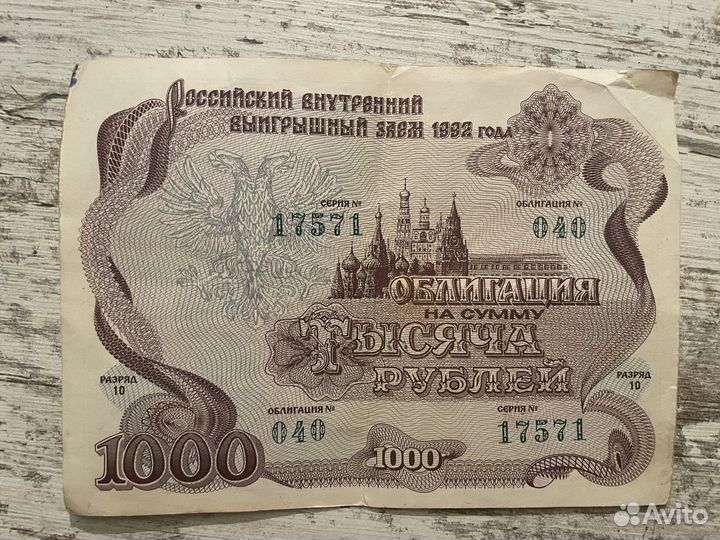 Российский внутренний
выигрышный заем 1992 года
СЕРИЯ №
17571
ОБЛИГАЦИЯ №
040
ОБЛИГАЦИЯ
НА СУММУ
ТЫСЯЧА
РУБЛЕЙ
РАЗРЯД
10
РАЗРЯД
10
ОБЛИГАЦИЯ №
040
СЕРИЯ №
17571
1000
1000
Avito